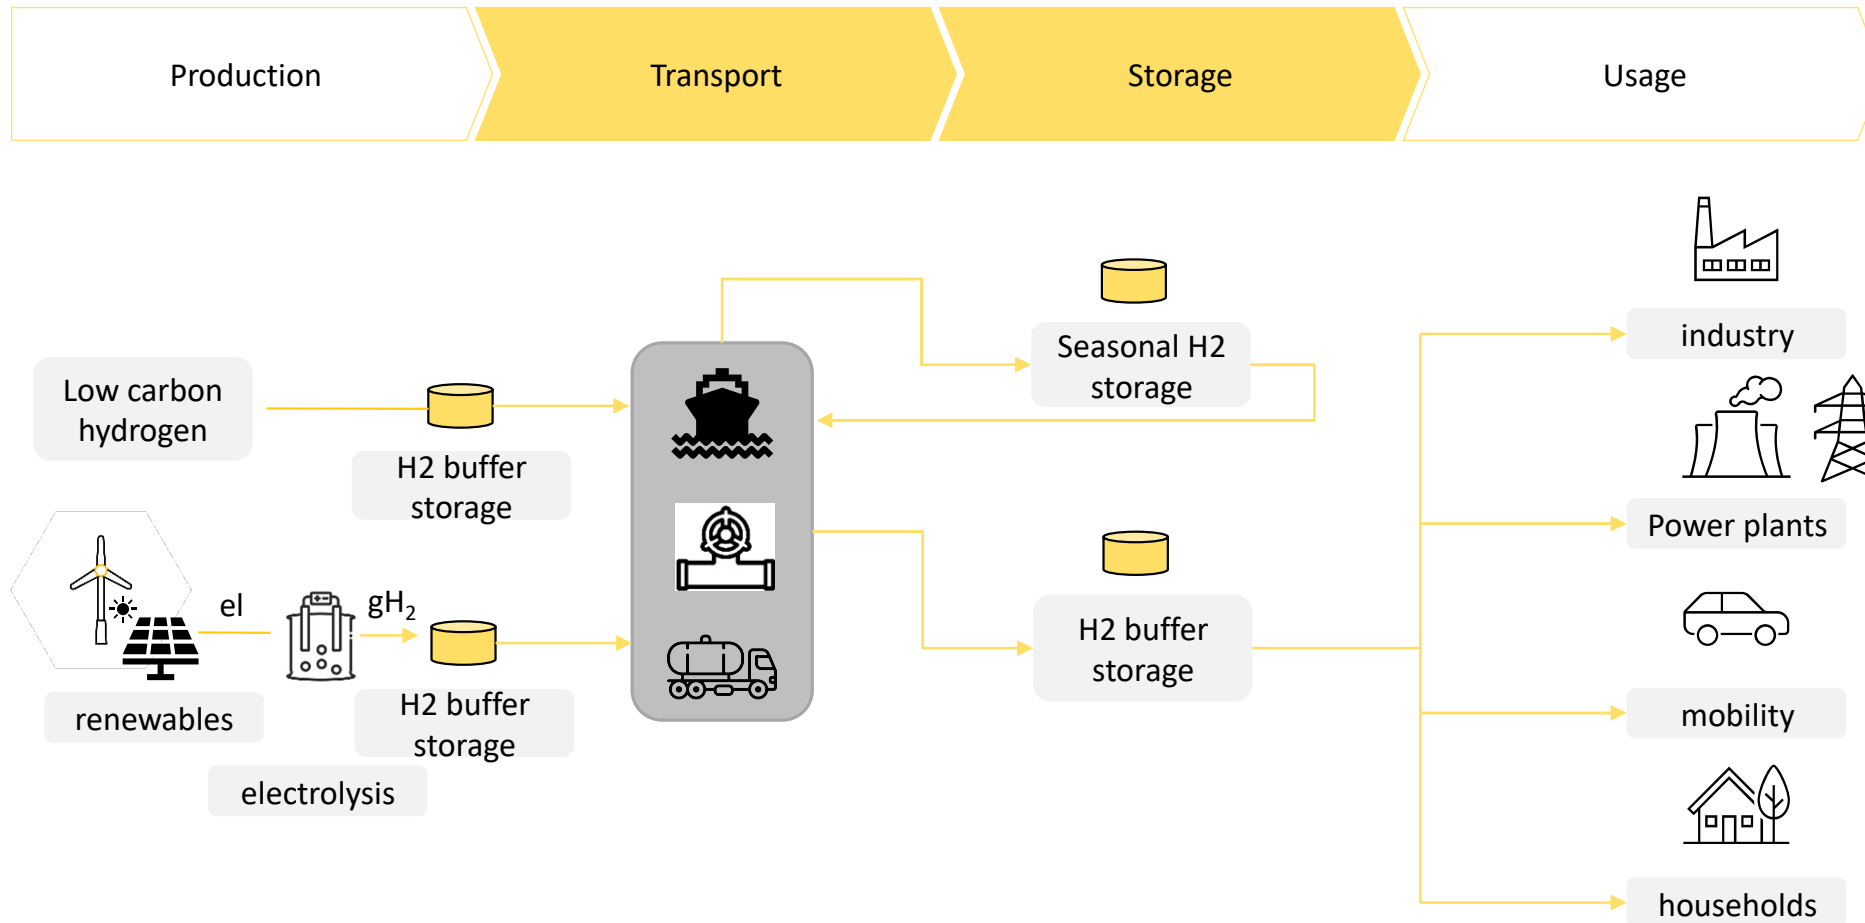 Production
Transport
Storage
Usage
Low carbon
hydrogen
H2 buffer
storage
el
gH₂
renewables
H2 buffer
storage
electrolysis
Seasonal H2
storage
H2 buffer
storage
industry
Power plants
mobility
households